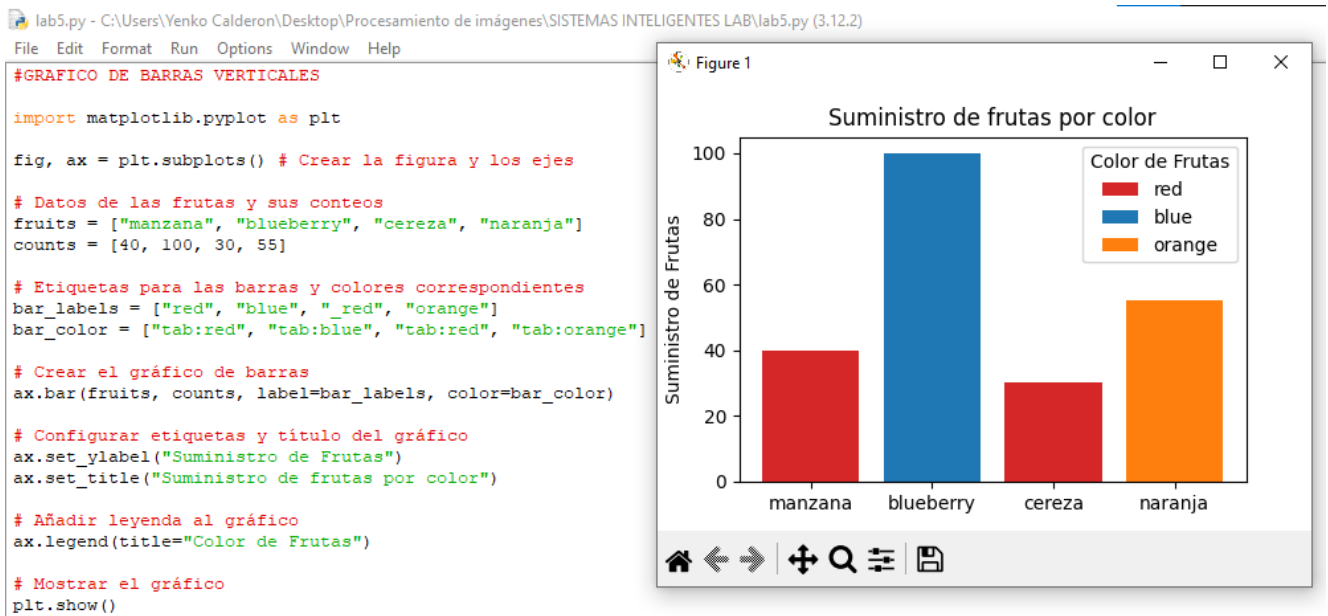 lab5.py - C:\Users\Yenko Calderon\Desktop\Procesamiento de imágenes\SISTEMAS INTELIGENTES LAB\lab5.py (3.12.2)
File Edit Format Run Options Window Help
#GRAFICO DE BARRAS VERTICALES
import matplotlib.pyplot as plt
fig, ax = plt.subplots() # Crear la figura y los ejes
# Datos de las frutas y sus conteos
fruits = ["manzana", "blueberry", "cereza", "naranja"]
counts = [40, 100, 30, 55]
# Etiquetas para las barras y colores correspondientes
bar_labels = ["red", "blue", "_red", "orange"]
bar_color = ["tab:red", "tab:blue", "tab:red", "tab:orange"]
# Crear el gráfico de barras
ax.bar(fruits, counts, label=bar_labels, color=bar_color)
# Configurar etiquetas y título del gráfico
ax.set_ylabel("Suministro de Frutas")
ax.set_title("Suministro de frutas por color")
# Añadir leyenda al gráfico
ax.legend(title="Color de Frutas")
# Mostrar el gráfico
plt.show()
Figure 1
Suministro de frutas por color
Suministro de Frutas
100
80
60
40
20
0
Color de Frutas
red
blue
orange
manzana blueberry cereza naranja